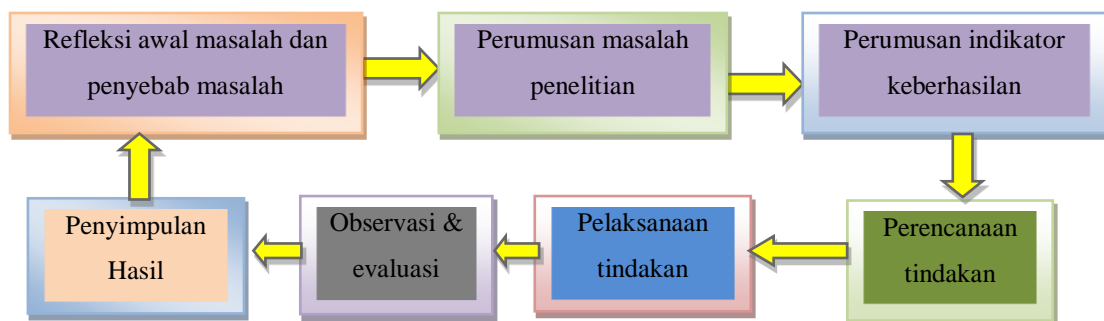 Refleksi awal masalah dan
penyebab masalah
Perumusan masalah
penelitian
Perumusan indikator
keberhasilan
Perencanaan
tindakan
Pelaksanaan
tindakan
Observasi &
evaluasi
Penyimpulan
Hasil